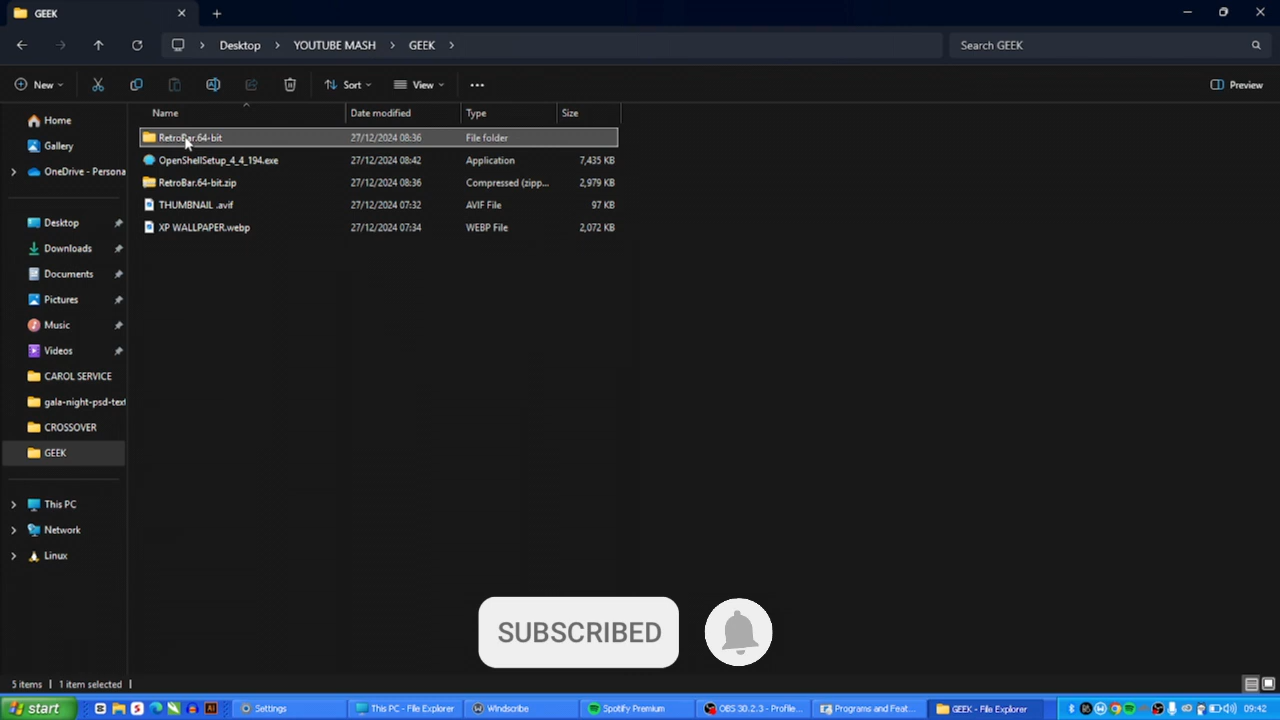 GEEK
Desktop > YOUTUBE MASH > GEEK >
Search GEEK
New
Sort
View
Preview
Name
Date modified
Type
Size
Home
Gallery
OneDrive - Persona
Desktop
Downloads
Documents
Pictures
Music
Videos
CAROL SERVICE
gala-night-psd-text
CROSSOVER
GEEK
This PC
Network
Linux
RetroBar.64-bit 27/12/2024 08:36 File folder
OpenShellSetup_4_4_194.exe 27/12/2024 08:42 Application 7,435 KB
RetroBar.64-bit.zip 27/12/2024 08:36 Compressed (zipp... 2,979 KB
THUMBNAIL .avif 27/12/2024 07:32 AVIF File 97 KB
XP WALLPAPER.webp 27/12/2024 07:34 WEBP File 2,072 KB
SUBSCRIBED
5 items 1 item selected
start
Settings
This PC - File Explorer
Windscribe
Spotify Premium
OBS 30.2.3 - Profile...
Programs and Feat...
GEEK - File Explorer
09:42